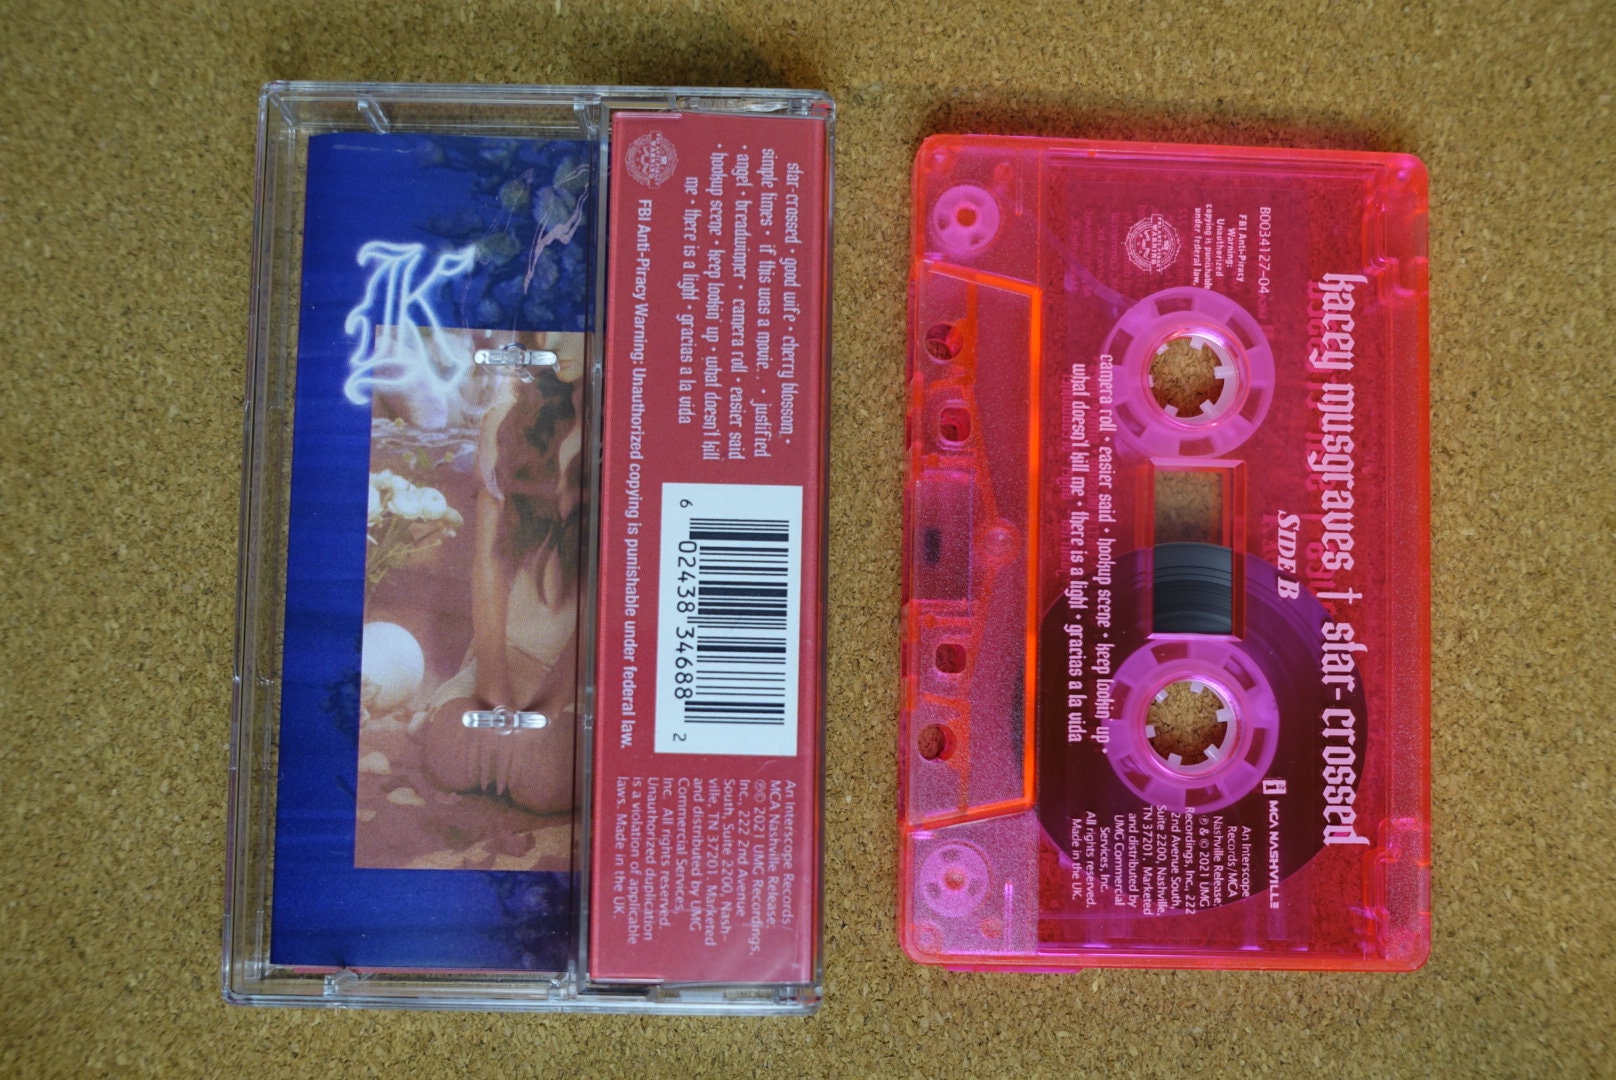 K
star-crossed good wife • cherry blossom •
simple times • if this was a movie. . • justified
• angel • breadwinner • camera roll • easier said
• hookup scene • keep lookin' up • what doesn't kill
me • there is a light • gracias a la vida
FBI Anti-Piracy Warning: Unauthorized copying is punishable under federal law.
6 02438 34688 2
An Interscope Records/
MCA Nashville Release;
℗© 2021 UMG Recordings,
Inc., 222 2nd Avenue
South, Suite 2200, Nash-
ville, TN 37201. Marketed
and distributed by UMG
Commercial Services,
Inc. All rights reserved.
Unauthorized duplication
is a violation of applicable
laws. Made in the UK.
kacey musgraves † star-crossed
SIDE B
B0034127-04
FBI Anti-Piracy
Warning:
Unauthorized
copying is punishable
under federal law.
camera roll • easier said • hookup scene • keep lookin' up •
what doesn't kill me • there is a light • gracias a la vida
MCA NASHVILLE
An Interscope
Records/MCA
Nashville Release;
℗ & © 2021 UMG
Recordings, Inc., 222
2nd Avenue South,
Suite 2200, Nashville,
TN 37201. Marketed
and distributed by
UMG Commercial
Services, Inc.
All rights reserved.
Made in the UK.